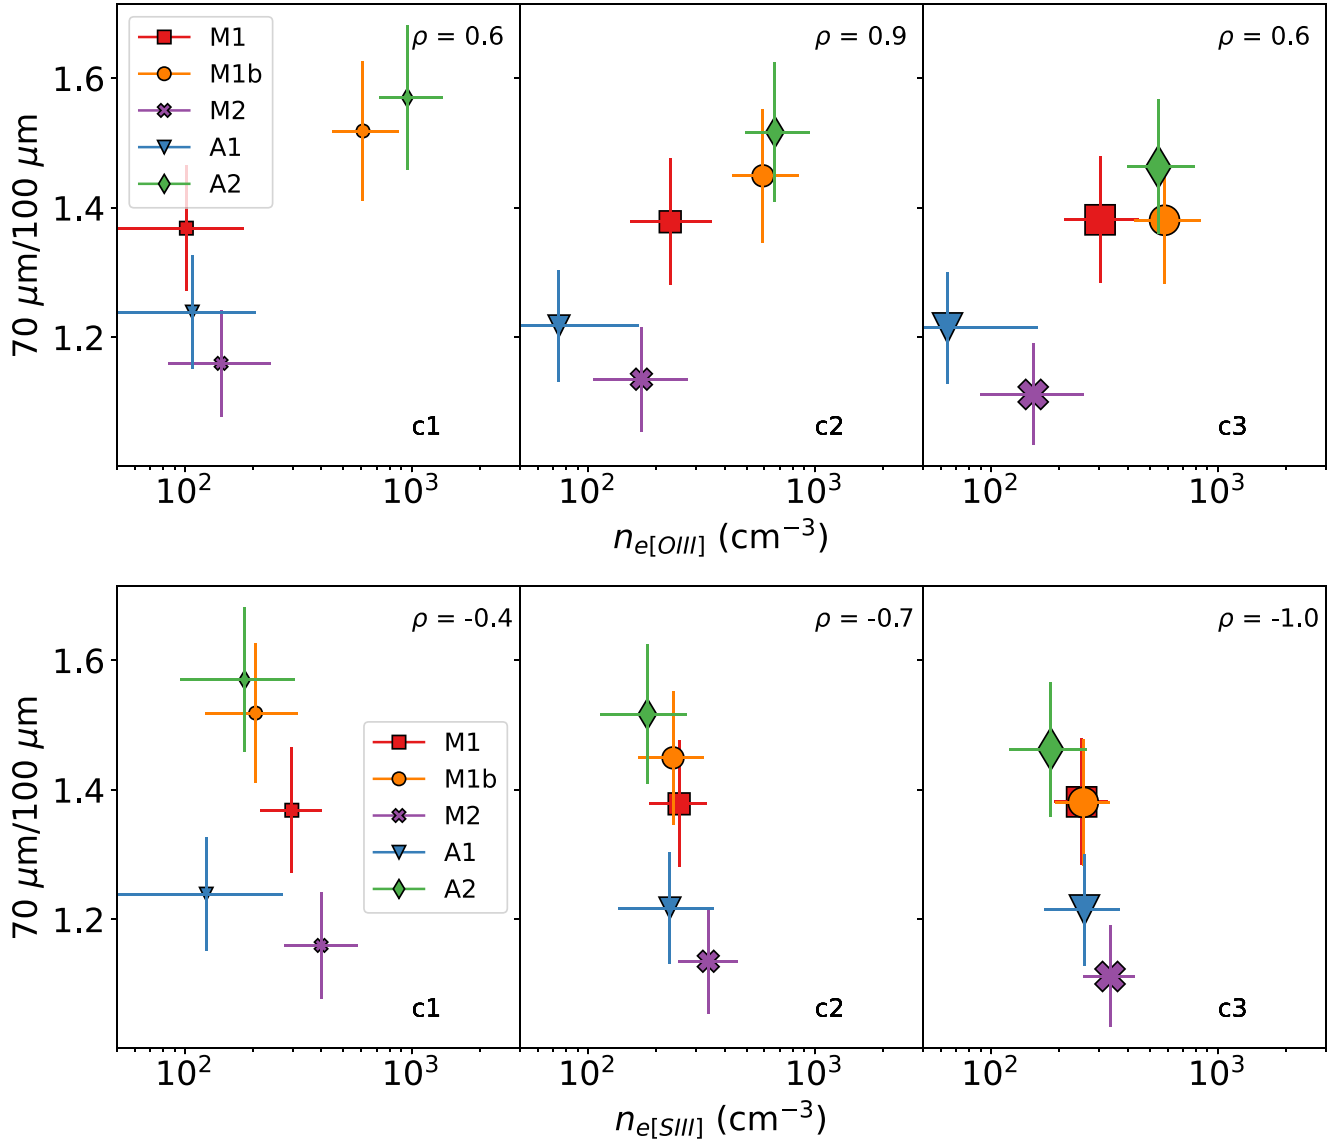 M1
M1b
M2
A1
A2
ρ = 0.6
ρ = 0.9
ρ = 0.6
1.6
1.4
1.2
70 μm/100 μm
c1
c2
c3
10² 10³ 10² 10³ 10² 10³
nₑ[OIII] (cm⁻³)
ρ = -0.4
ρ = -0.7
ρ = -1.0
1.6
1.4
1.2
70 μm/100 μm
M1
M1b
M2
A1
A2
c1
c2
c3
10² 10³ 10² 10³ 10² 10³
nₑ[SIII] (cm⁻³)